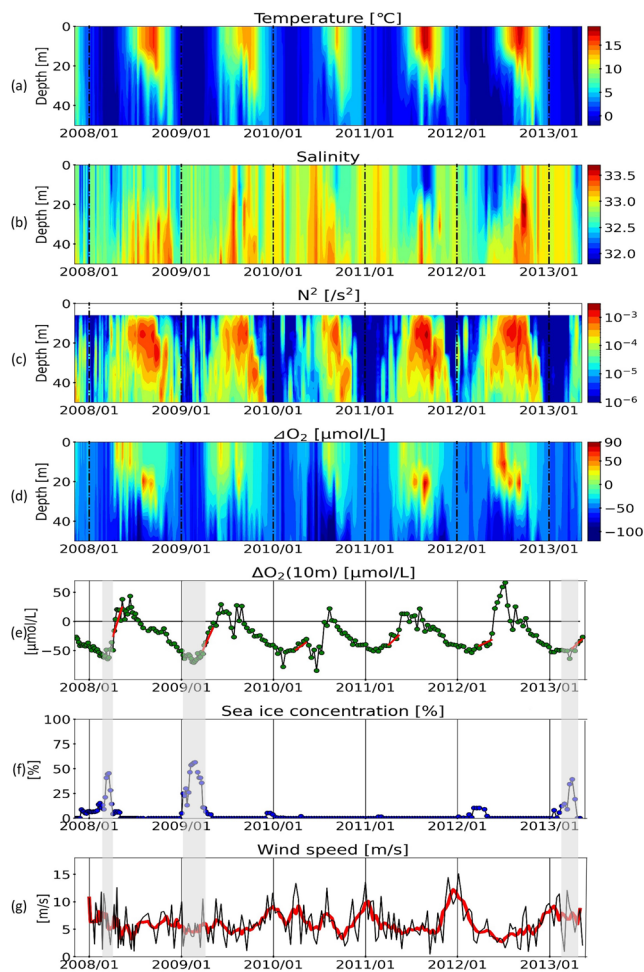 Temperature [°C]
(a)
Depth [m]
0
20
40
2008/01 2009/01 2010/01 2011/01 2012/01 2013/01
15
10
5
0
Salinity
(b)
Depth [m]
0
20
40
2008/01 2009/01 2010/01 2011/01 2012/01 2013/01
33.5
33.0
32.5
32.0
N² [/s²]
(c)
Depth [m]
0
20
40
2008/01 2009/01 2010/01 2011/01 2012/01 2013/01
10⁻³
10⁻⁴
10⁻⁵
10⁻⁶
⊿O₂ [μmol/L]
(d)
Depth [m]
0
20
40
2008/01 2009/01 2010/01 2011/01 2012/01 2013/01
90
50
0
−50
−100
ΔO₂(10m) [μmol/L]
(e)
[μmol/L]
50
0
−50
2008/01 2009/01 2010/01 2011/01 2012/01 2013/01
Sea ice concentration [%]
(f)
[%]
100
75
50
25
0
2008/01 2009/01 2010/01 2011/01 2012/01 2013/01
Wind speed [m/s]
(g)
[m/s]
15
10
5
0
2008/01 2009/01 2010/01 2011/01 2012/01 2013/01